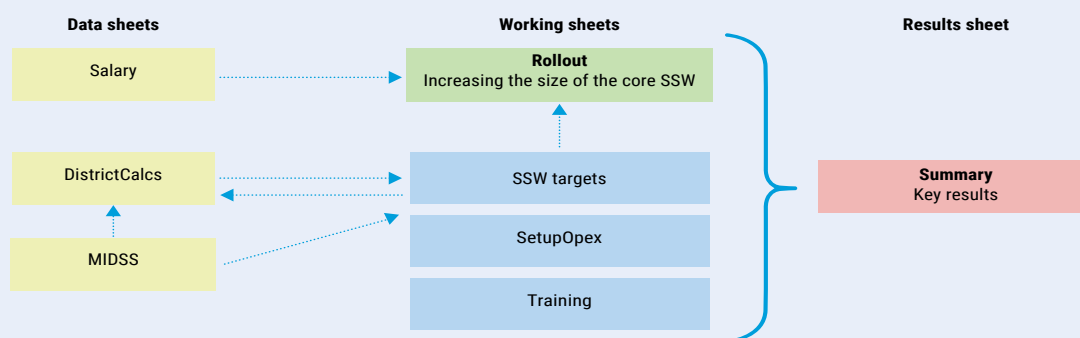 Data sheets
Working sheets
Results sheet
Salary
Rollout
Increasing the size of the core SSW
DistrictCalcs
SSW targets
Summary
Key results
MIDSS
SetupOpex
Training